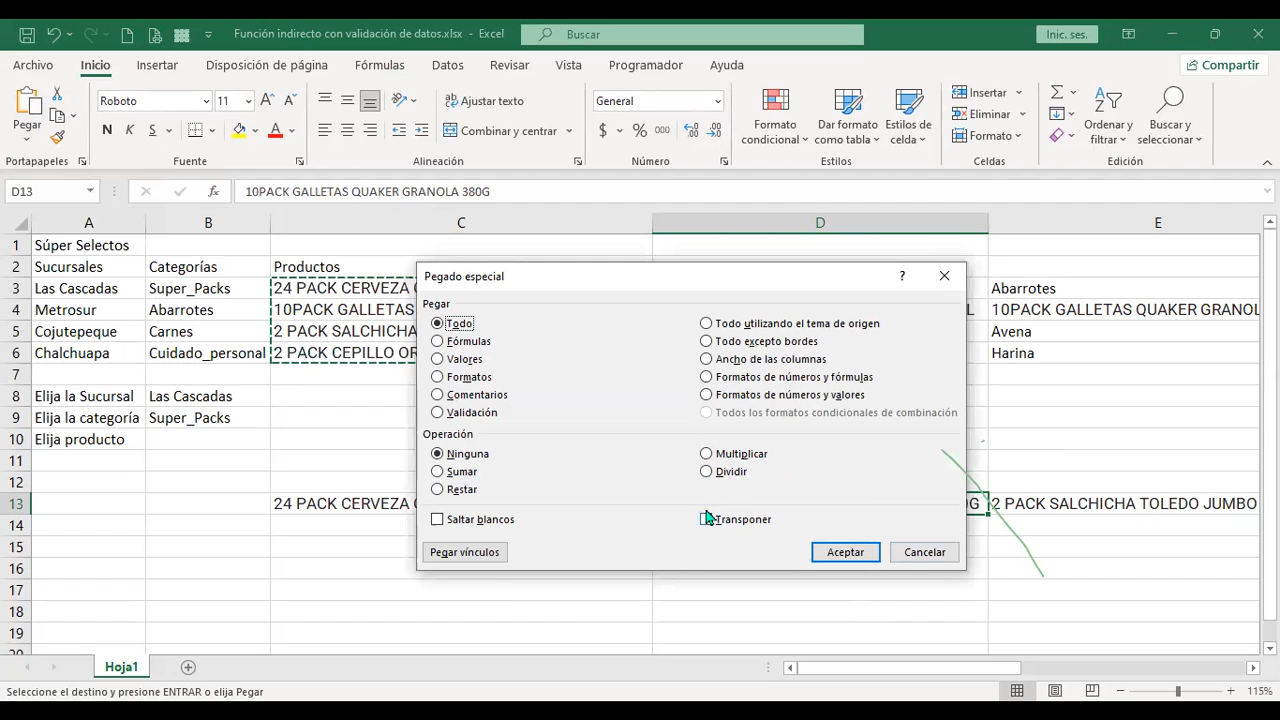 Función indirecto con validación de datos.xlsx - Excel
Buscar
Inic. ses.
Archivo Inicio Insertar Disposición de página Fórmulas Datos Revisar Vista Programador Ayuda Compartir
Pegar
Portapapeles
Roboto 11
N K S
Fuente
Ajustar texto
Combinar y centrar
Alineación
General
$ % 000
Número
Formato condicional
Dar formato como tabla
Estilos de celda
Estilos
Insertar
Eliminar
Formato
Celdas
Ordenar y filtrar
Buscar y seleccionar
Edición
D13 fx 10PACK GALLETAS QUAKER GRANOLA 380G
A B C D E
1 Súper Selectos
2 Sucursales Categorías Productos
3 Las Cascadas Super_Packs 24 PACK CERVEZA Abarrotes
4 Metrosur Abarrotes 10PACK GALLETAS 10PACK GALLETAS QUAKER GRANOL
5 Cojutepeque Carnes 2 PACK SALCHICHA Avena
6 Chalchuapa Cuidado_personal 2 PACK CEPILLO OR Harina
7
8 Elija la Sucursal Las Cascadas
9 Elija la categoría Super_Packs
10 Elija producto
11
12
13 24 PACK CERVEZA 2 PACK SALCHICHA TOLEDO JUMBO
14
15
16
17
18
19
Pegado especial
?
Pegar
Todo Todo utilizando el tema de origen
Fórmulas Todo excepto bordes
Valores Ancho de las columnas
Formatos Formatos de números y fórmulas
Comentarios Formatos de números y valores
Validación Todos los formatos condicionales de combinación
Operación
Ninguna Multiplicar
Sumar Dividir
Restar
Saltar blancos Transponer
Pegar vínculos Aceptar Cancelar
Hoja1
Seleccione el destino y presione ENTRAR o elija Pegar
115%